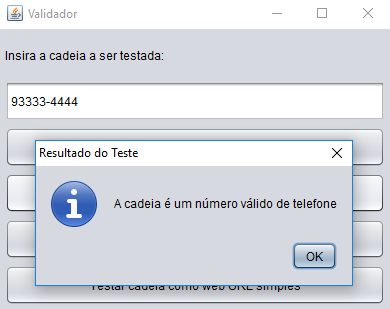 Validador
Insira a cadeia a ser testada:
93333-4444
Resultado do Teste
A cadeia é um número válido de telefone
OK
Testar cadeia como web URL simples